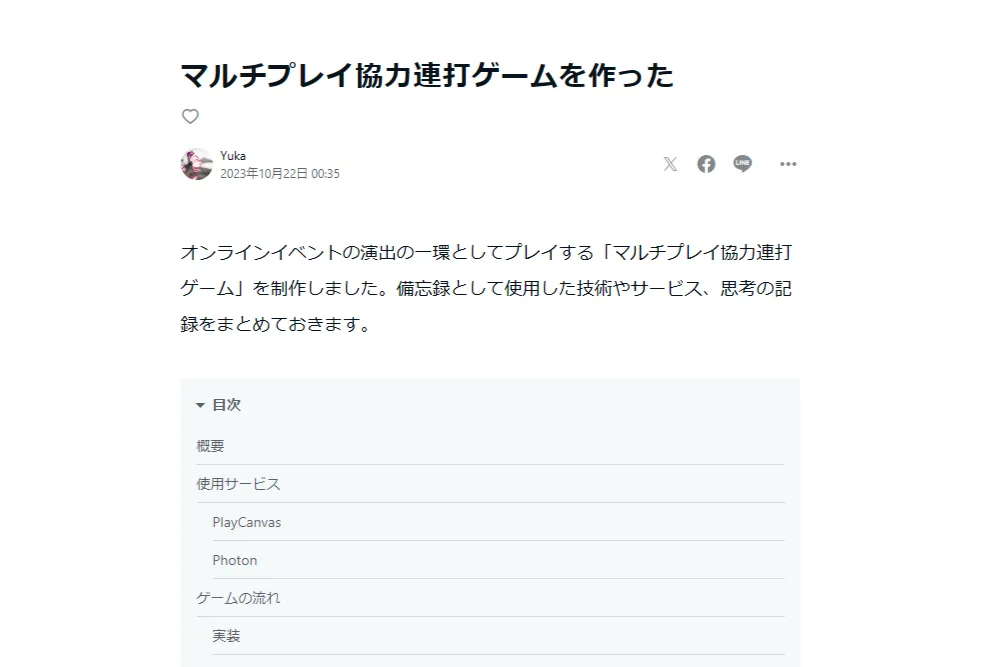 マルチプレイ協力連打ゲームを作った
Yuka
2023年10月22日 00:35
LINE
オンラインイベントの演出の一環としてプレイする「マルチプレイ協力連打
ゲーム」を制作しました。備忘録として使用した技術やサービス、思考の記
録をまとめておきます。
目次
概要
使用サービス
PlayCanvas
Photon
ゲームの流れ
実装